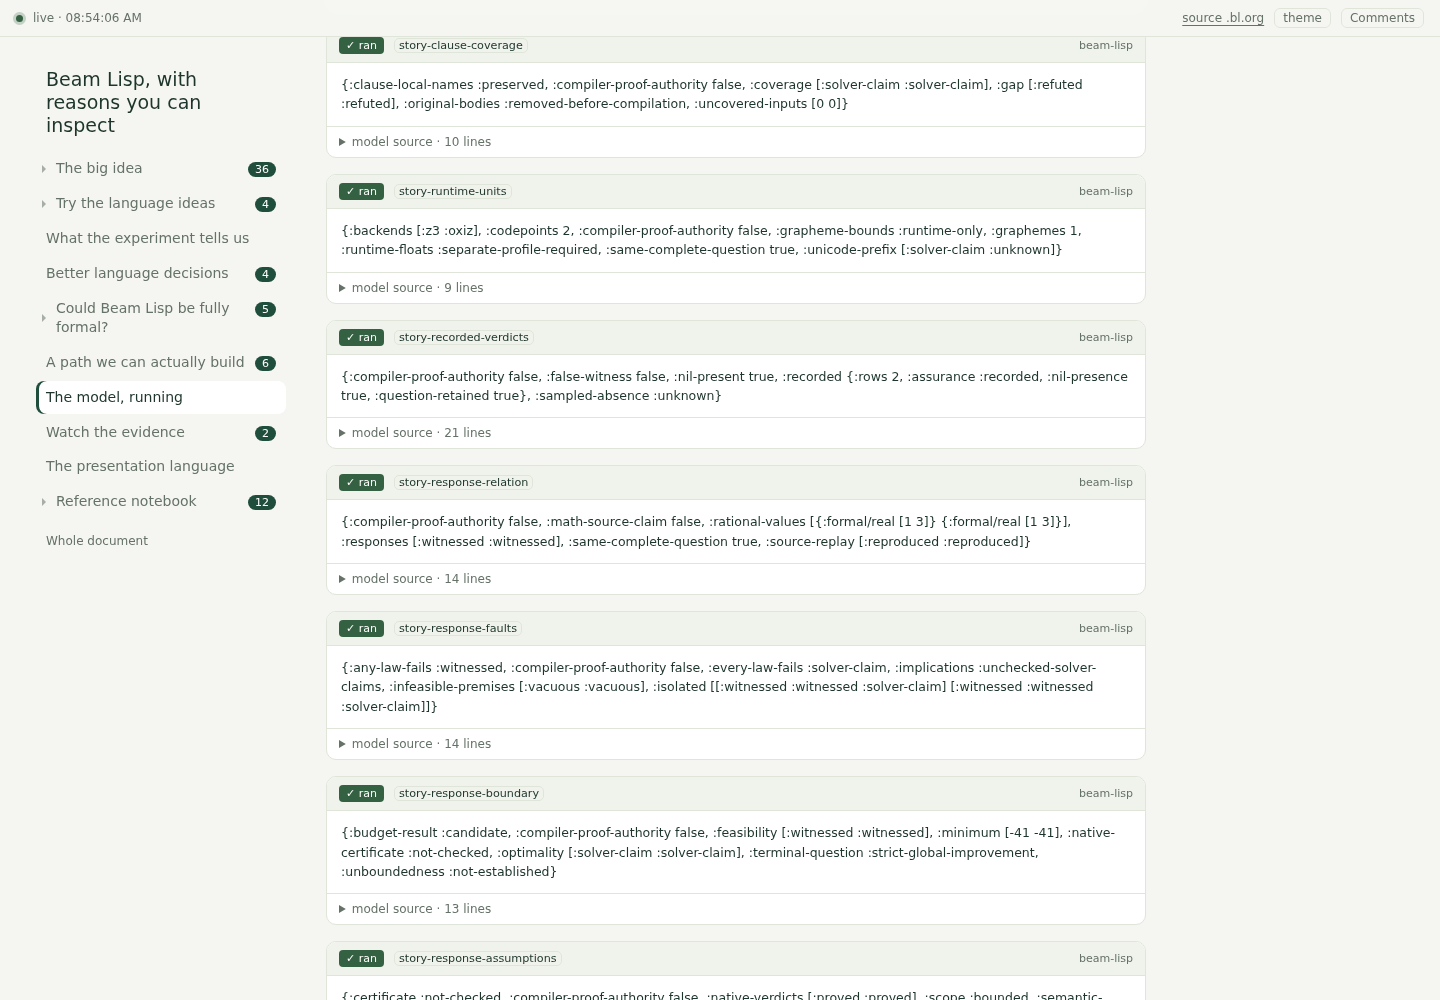 live · 08:54:06 AM
source .bl.org
theme
Comments
Beam Lisp, with
reasons you can
inspect
The big idea 36
Try the language ideas 4
What the experiment tells us
Better language decisions 4
Could Beam Lisp be fully
formal? 5
A path we can actually build 6
The model, running
Watch the evidence 2
The presentation language
Reference notebook 12
Whole document
✓ ran story-clause-coverage beam-lisp
{:clause-local-names :preserved, :compiler-proof-authority false, :coverage [:solver-claim :solver-claim], :gap [:refuted
:refuted], :original-bodies :removed-before-compilation, :uncovered-inputs [0 0]}
model source · 10 lines
✓ ran story-runtime-units beam-lisp
{:backends [:z3 :oxiz], :codepoints 2, :compiler-proof-authority false, :grapheme-bounds :runtime-only, :graphemes 1,
:runtime-floats :separate-profile-required, :same-complete-question true, :unicode-prefix [:solver-claim :unknown]}
model source · 9 lines
✓ ran story-recorded-verdicts beam-lisp
{:compiler-proof-authority false, :false-witness false, :nil-present true, :recorded {:rows 2, :assurance :recorded, :nil-presence
true, :question-retained true}, :sampled-absence :unknown}
model source · 21 lines
✓ ran story-response-relation beam-lisp
{:compiler-proof-authority false, :math-source-claim false, :rational-values [{:formal/real [1 3]} {:formal/real [1 3]}],
:responses [:witnessed :witnessed], :same-complete-question true, :source-replay [:reproduced :reproduced]}
model source · 14 lines
✓ ran story-response-faults beam-lisp
{:any-law-fails :witnessed, :compiler-proof-authority false, :every-law-fails :solver-claim, :implications :unchecked-solver-
claims, :infeasible-premises [:vacuous :vacuous], :isolated [[:witnessed :witnessed :solver-claim] [:witnessed :witnessed
:solver-claim]]}
model source · 14 lines
✓ ran story-response-boundary beam-lisp
{:budget-result :candidate, :compiler-proof-authority false, :feasibility [:witnessed :witnessed], :minimum [-41 -41], :native-
certificate :not-checked, :optimality [:solver-claim :solver-claim], :terminal-question :strict-global-improvement,
:unboundedness :not-established}
model source · 13 lines
✓ ran story-response-assumptions beam-lisp
{:certificate :not-checked, :compiler-proof-authority false, :native-verdicts [:proved :proved], :scope :bounded, :semantic-